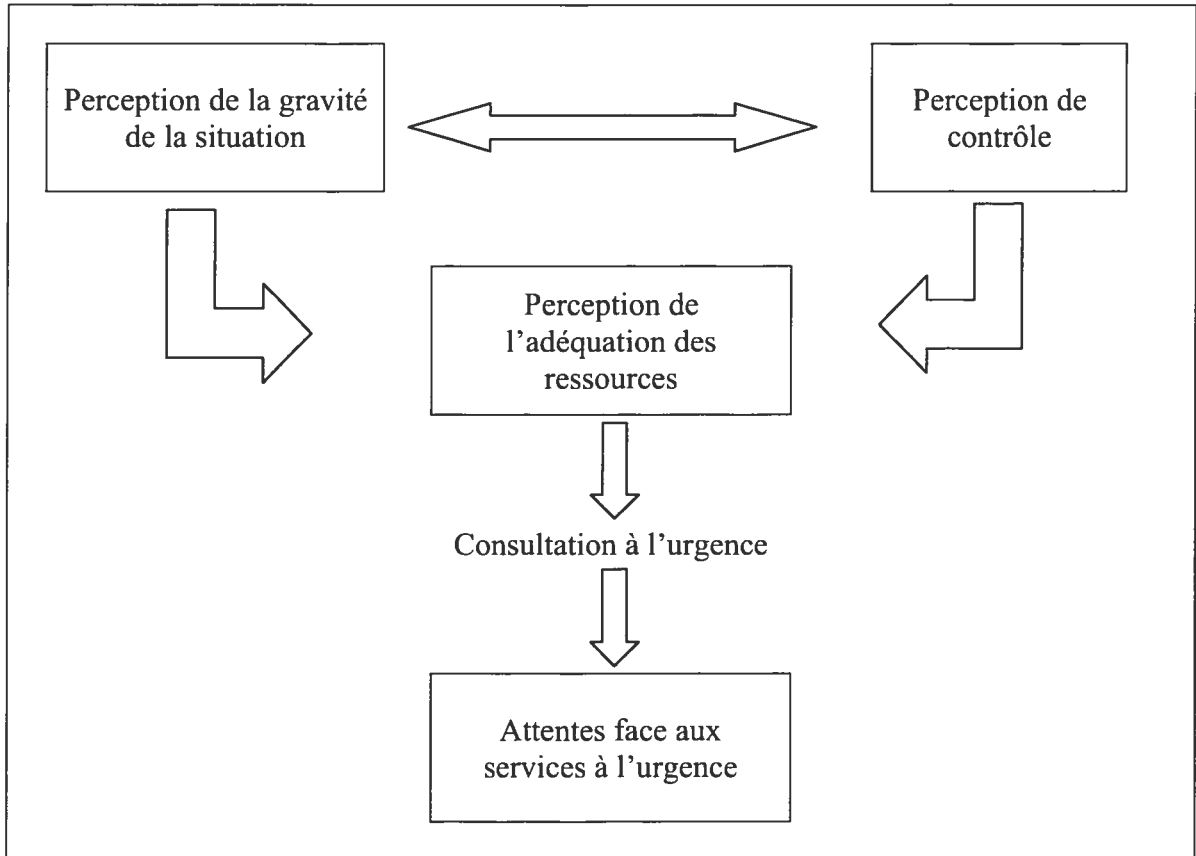 Perception de la gravité
de la situation
Perception de
contrôle
Perception de
l’adéquation des
ressources
Consultation à l’urgence
Attentes face aux
services à l’urgence